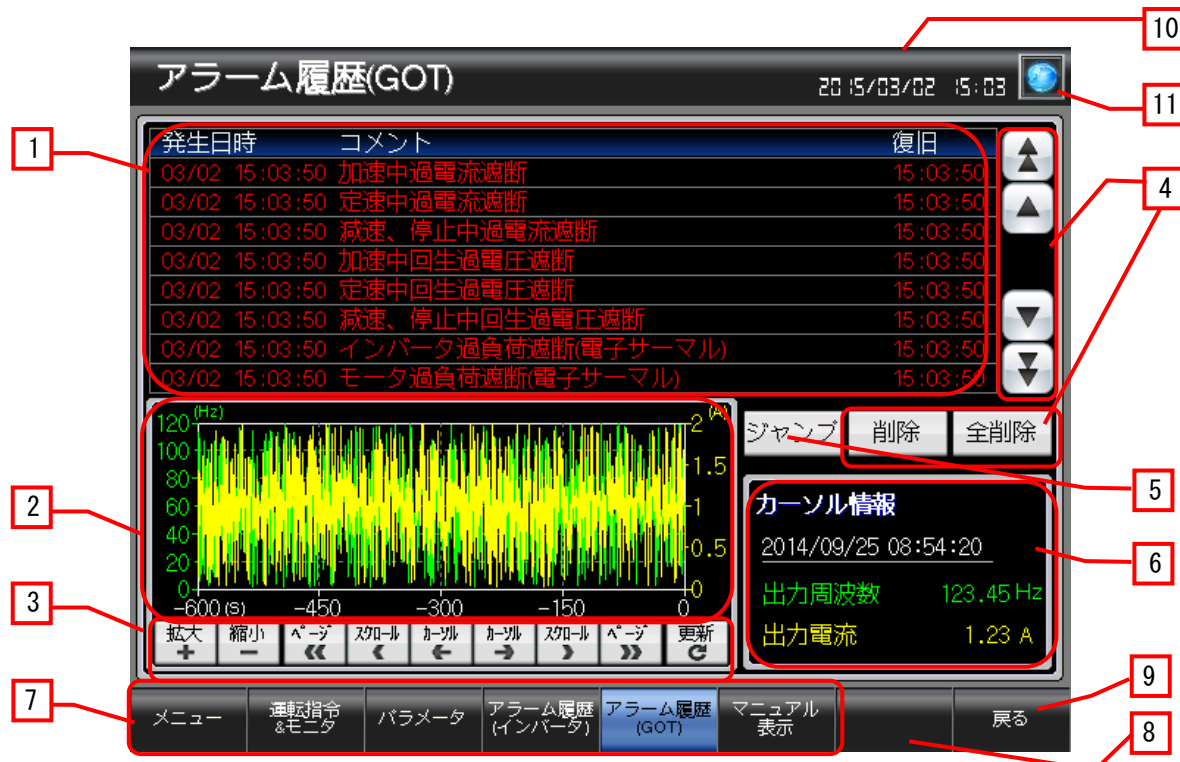 10
アラーム履歴(GOT)
2015/03/02 15:03
11
1
発生日時 コメント 復旧
03/02 15:03:50 加速中過電流遮断 15:03:50
03/02 15:03:50 定速中過電流遮断 15:03:50
03/02 15:03:50 減速、停止中過電流遮断 15:03:50
03/02 15:03:50 加速中回生過電圧遮断 15:03:50
03/02 15:03:50 定速中回生過電圧遮断 15:03:50
03/02 15:03:50 減速、停止中回生過電圧遮断 15:03:50
03/02 15:03:50 インバータ過負荷遮断(電子サーマル) 15:03:50
03/02 15:03:50 モータ過負荷遮断(電子サーマル) 15:03:50
4
ジャンプ 削除 全削除
5
2
(Hz) (A)
120 2
100
80 1.5
60 1
40
20 0.5
0 0
-600 (S) -450 -300 -150 0
カーソル情報
2014/09/25 08:54:20
出力周波数 123.45 Hz
出力電流 1.23 A
6
3
拡大 縮小 ページ スクロール カーソル カーソル スクロール ページ 更新
7
メニュー
運転指令
&モニタ
パラメータ
アラーム履歴
(インバータ)
アラーム履歴
(GOT)
マニュアル
表示
戻る
9
8